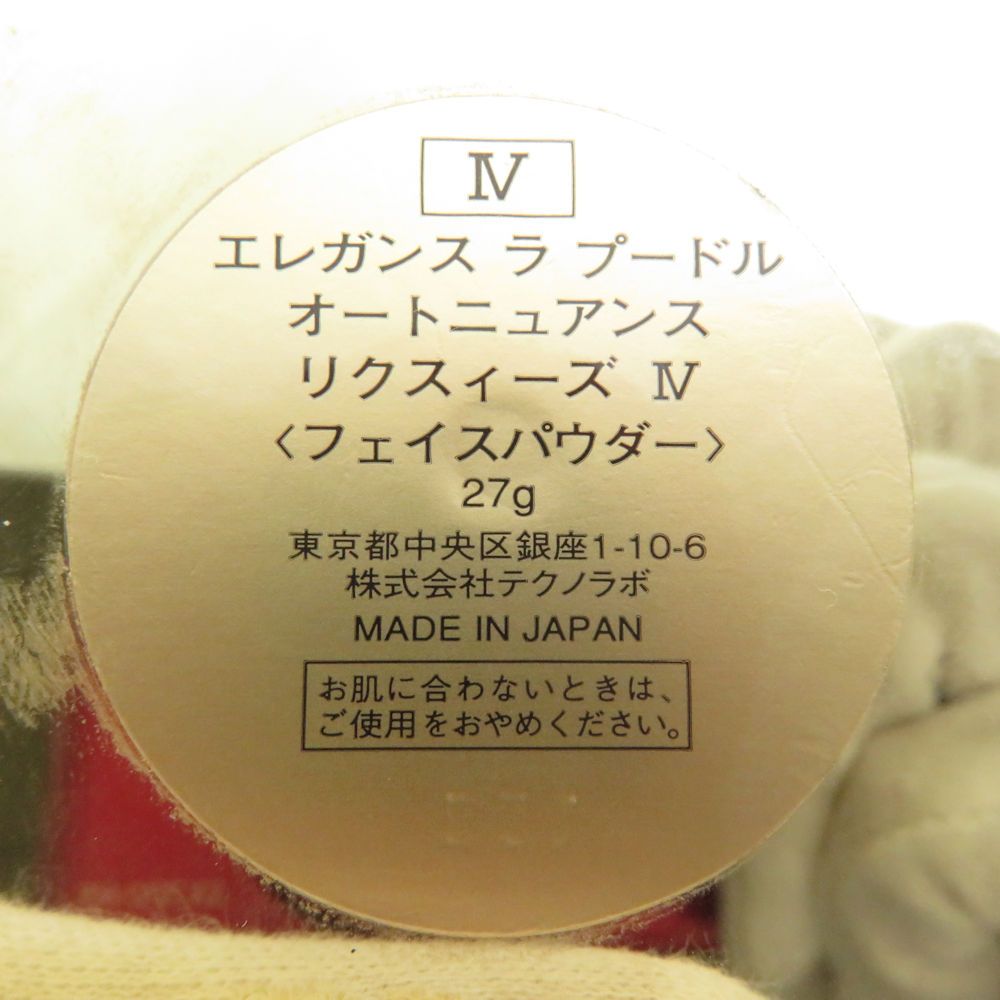 Ⅳ
エレガンス ラ プードル
オートニュアンス
リクスィーズ Ⅳ
〈フェイスパウダー〉
27g
東京都中央区銀座1-10-6
株式会社テクノラボ
MADE IN JAPAN
お肌に合わないときは、
ご使用をおやめください。